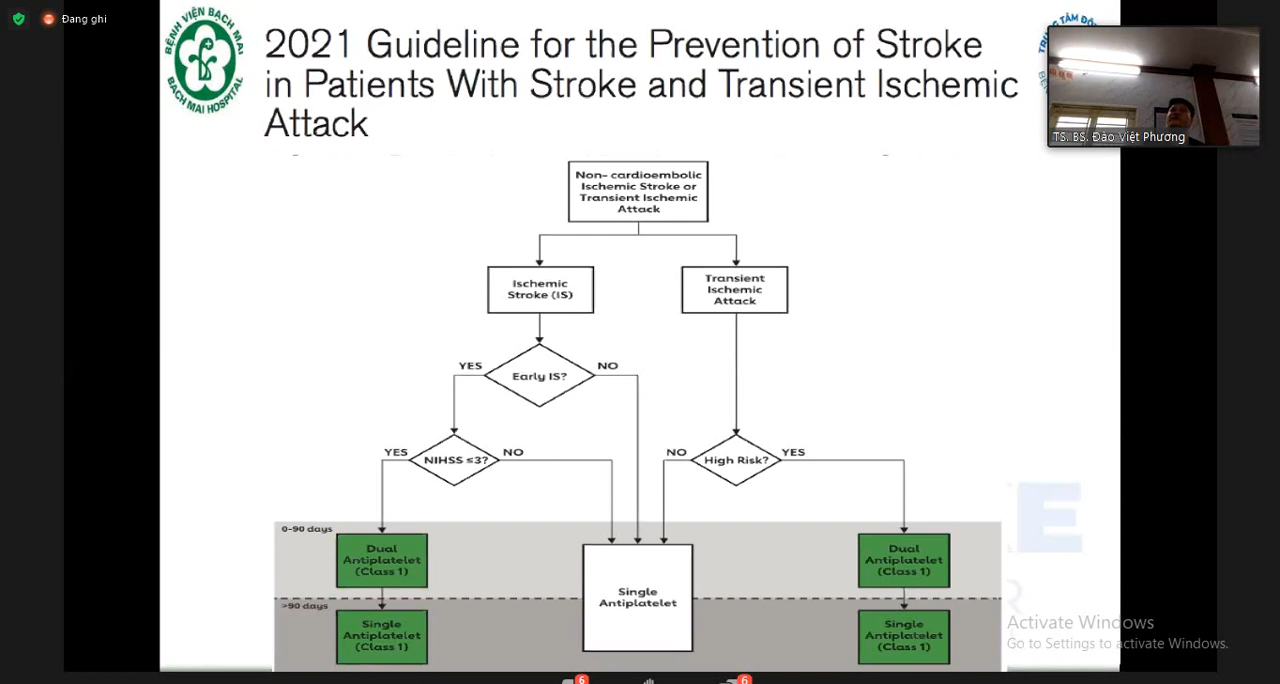 Đang ghi
BỆNH VIỆN BẠCH MAI
BACH MAI HOSPITAL
2021 Guideline for the Prevention of Stroke
in Patients With Stroke and Transient Ischemic
Attack
TRUNG TÂM
TS. BS. Đào Việt Phương
Non- cardioembolic
Ischemic Stroke or
Transient Ischemic
Attack
Ischemic
Stroke (IS)
Transient
Ischemic
Attack
YES
Early IS?
NO
YES
NIHSS ≤3?
NO
NO
High Risk?
YES
0-90 days
Dual
Antiplatelet
(Class 1)
Single
Antiplatelet
Dual
Antiplatelet
(Class 1)
>90 days
Single
Antiplatelet
(Class 1)
Single
Antiplatelet
(Class 1)
Activate Windows
Go to Settings to activate Windows.
6
6